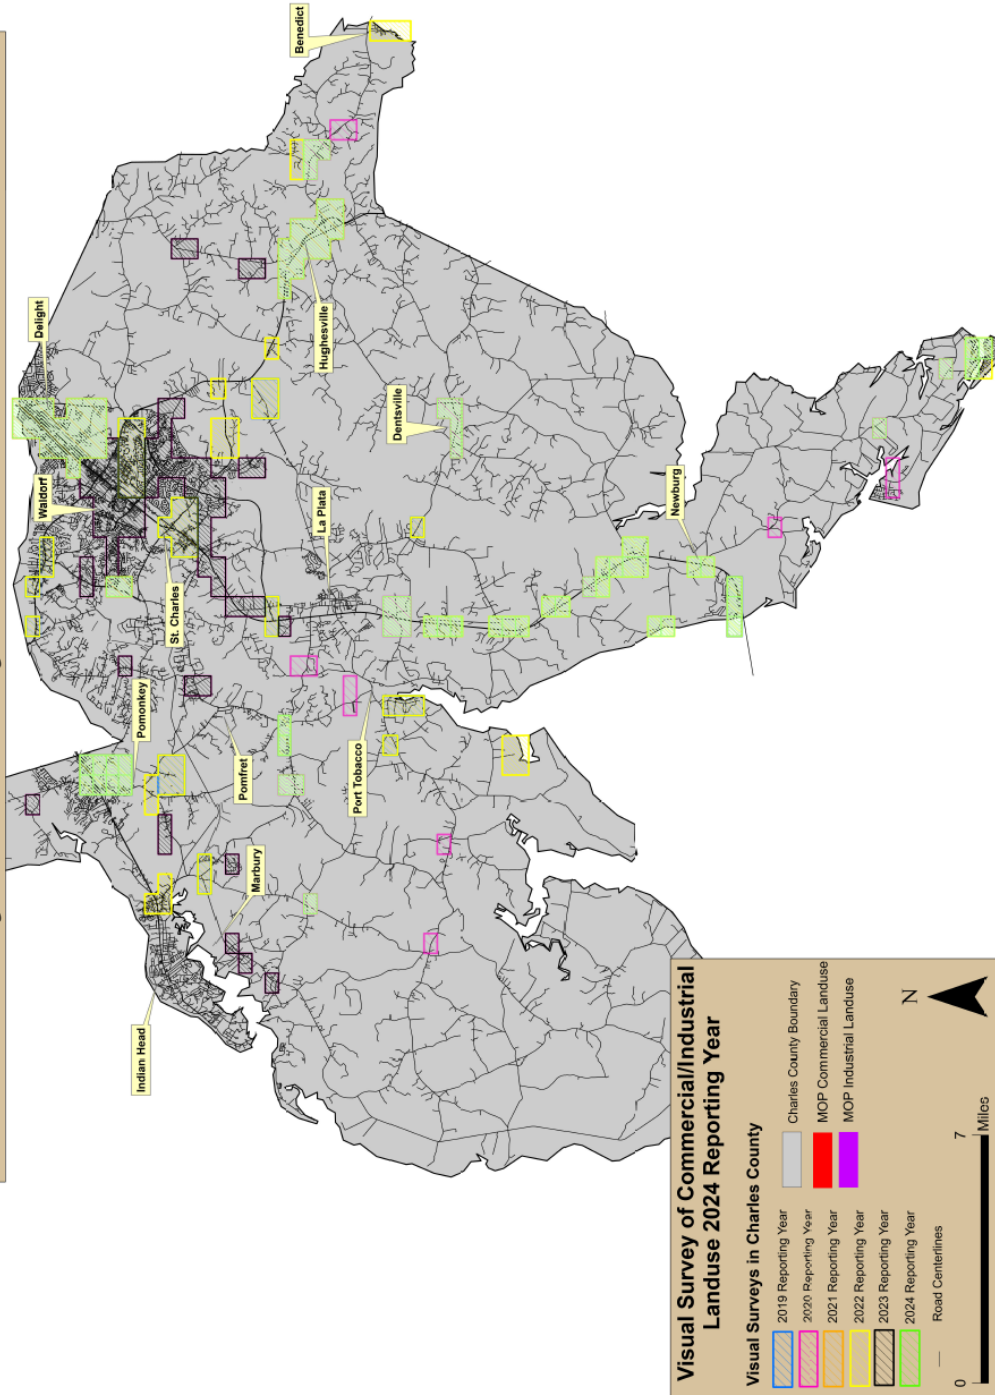 Benedict
Delight
Hughesville
Dentsville
Newburg
Waldorf
La Plata
St. Charles
Pomonkey
Port Tobacco
Pomfret
Marbury
Indian Head
Visual Survey of Commercial/Industrial
Landuse 2024 Reporting Year
Visual Surveys in Charles County
2019 Reporting Year
2020 Reporting Year
2021 Reporting Year
2022 Reporting Year
2023 Reporting Year
2024 Reporting Year
Road Centerlines
Charles County Boundary
MOP Commercial Landuse
MOP Industrial Landuse
N
0
7
Miles